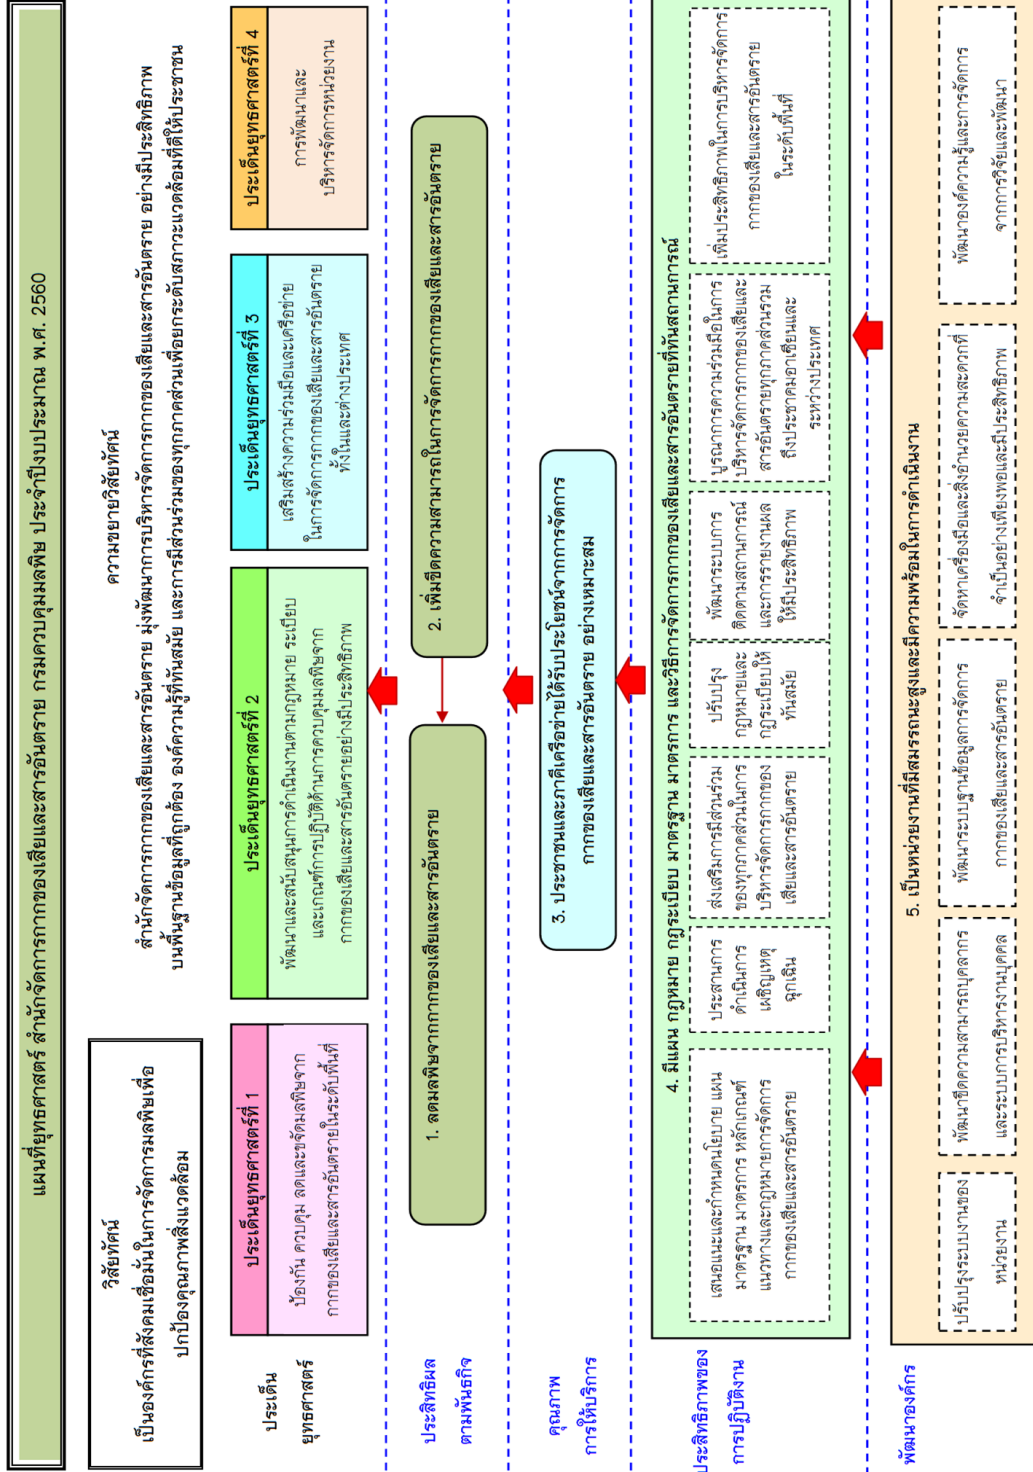 แผนที่ยุทธศาสตร์ สำนักจัดการกากของเสียและสารอันตราย กรมควบคุมมลพิษ ประจำปีงบประมาณ พ.ศ. 2560
วิสัยทัศน์
เป็นองค์กรที่สังคมเชื่อมั่นในการจัดการมลพิษเพื่อ
ปกป้องคุณภาพสิ่งแวดล้อม
ความขยายวิสัยทัศน์
สำนักจัดการกากของเสียและสารอันตราย มุ่งพัฒนาการบริหารจัดการกากของเสียและสารอันตราย อย่างมีประสิทธิภาพ
บนพื้นฐานข้อมูลที่ถูกต้อง องค์ความรู้ที่ทันสมัย และการมีส่วนร่วมของทุกภาคส่วนเพื่อยกระดับสภาวะแวดล้อมที่ดีให้ประชาชน
ประเด็น
ยุทธศาสตร์
ประเด็นยุทธศาสตร์ที่ 1
ป้องกัน ควบคุม ลดและขจัดมลพิษจาก
กากของเสียและสารอันตรายในระดับพื้นที่
ประเด็นยุทธศาสตร์ที่ 2
พัฒนาและสนับสนุนการดำเนินงานตามกฎหมาย ระเบียบ
และเกณฑ์การปฏิบัติด้านการควบคุมมลพิษจาก
กากของเสียและสารอันตรายอย่างมีประสิทธิภาพ
ประเด็นยุทธศาสตร์ที่ 3
เสริมสร้างความร่วมมือและเครือข่าย
ในการจัดการกากของเสียและสารอันตราย
ทั้งในและต่างประเทศ
ประเด็นยุทธศาสตร์ที่ 4
การพัฒนาและ
บริหารจัดการหน่วยงาน
ประสิทธิผล
ตามพันธกิจ
1. ลดมลพิษจากกากของเสียและสารอันตราย
2. เพิ่มขีดความสามารถในการจัดการกากของเสียและสารอันตราย
คุณภาพ
การให้บริการ
3. ประชาชนและภาคีเครือข่ายได้รับประโยชน์จากการจัดการ
กากของเสียและสารอันตราย อย่างเหมาะสม
ประสิทธิภาพของ
การปฏิบัติงาน
4. มีแผน กฎหมาย กฎระเบียบ มาตรฐาน มาตรการ และวิธีการจัดการกากของเสียและสารอันตรายที่ทันสถานการณ์
เสนอแนะและกำหนดนโยบาย แผน
มาตรฐาน มาตรการ หลักเกณฑ์
แนวทางและกฎหมายการจัดการ
กากของเสียและสารอันตราย
ประสานการ
ดำเนินการ
เผชิญเหตุ
ฉุกเฉิน
ส่งเสริมการมีส่วนร่วม
ของทุกภาคส่วนในการ
บริหารจัดการกากของ
เสียและสารอันตราย
ปรับปรุง
กฎหมายและ
กฎระเบียบให้
ทันสมัย
พัฒนาระบบการ
ติดตามสถานการณ์
และการรายงานผล
ให้มีประสิทธิภาพ
บูรณาการความร่วมมือในการ
บริหารจัดการกากของเสียและ
สารอันตรายทุกภาคส่วนรวม
ถึงประชาคมอาเซียนและ
ระหว่างประเทศ
เพิ่มประสิทธิภาพในการบริหารจัดการ
กากของเสียและสารอันตราย
ในระดับพื้นที่
พัฒนาองค์กร
5. เป็นหน่วยงานที่มีสมรรถนะสูงและมีความพร้อมในการดำเนินงาน
ปรับปรุงระบบงานของ
หน่วยงาน
พัฒนาขีดความสามารถบุคลากร
และระบบการบริหารงานบุคคล
พัฒนาระบบฐานข้อมูลการจัดการ
กากของเสียและสารอันตราย
จัดหาเครื่องมือและสิ่งอำนวยความสะดวกที่
จำเป็นอย่างเพียงพอและมีประสิทธิภาพ
พัฒนาองค์ความรู้และการจัดการ
จากการวิจัยและพัฒนา